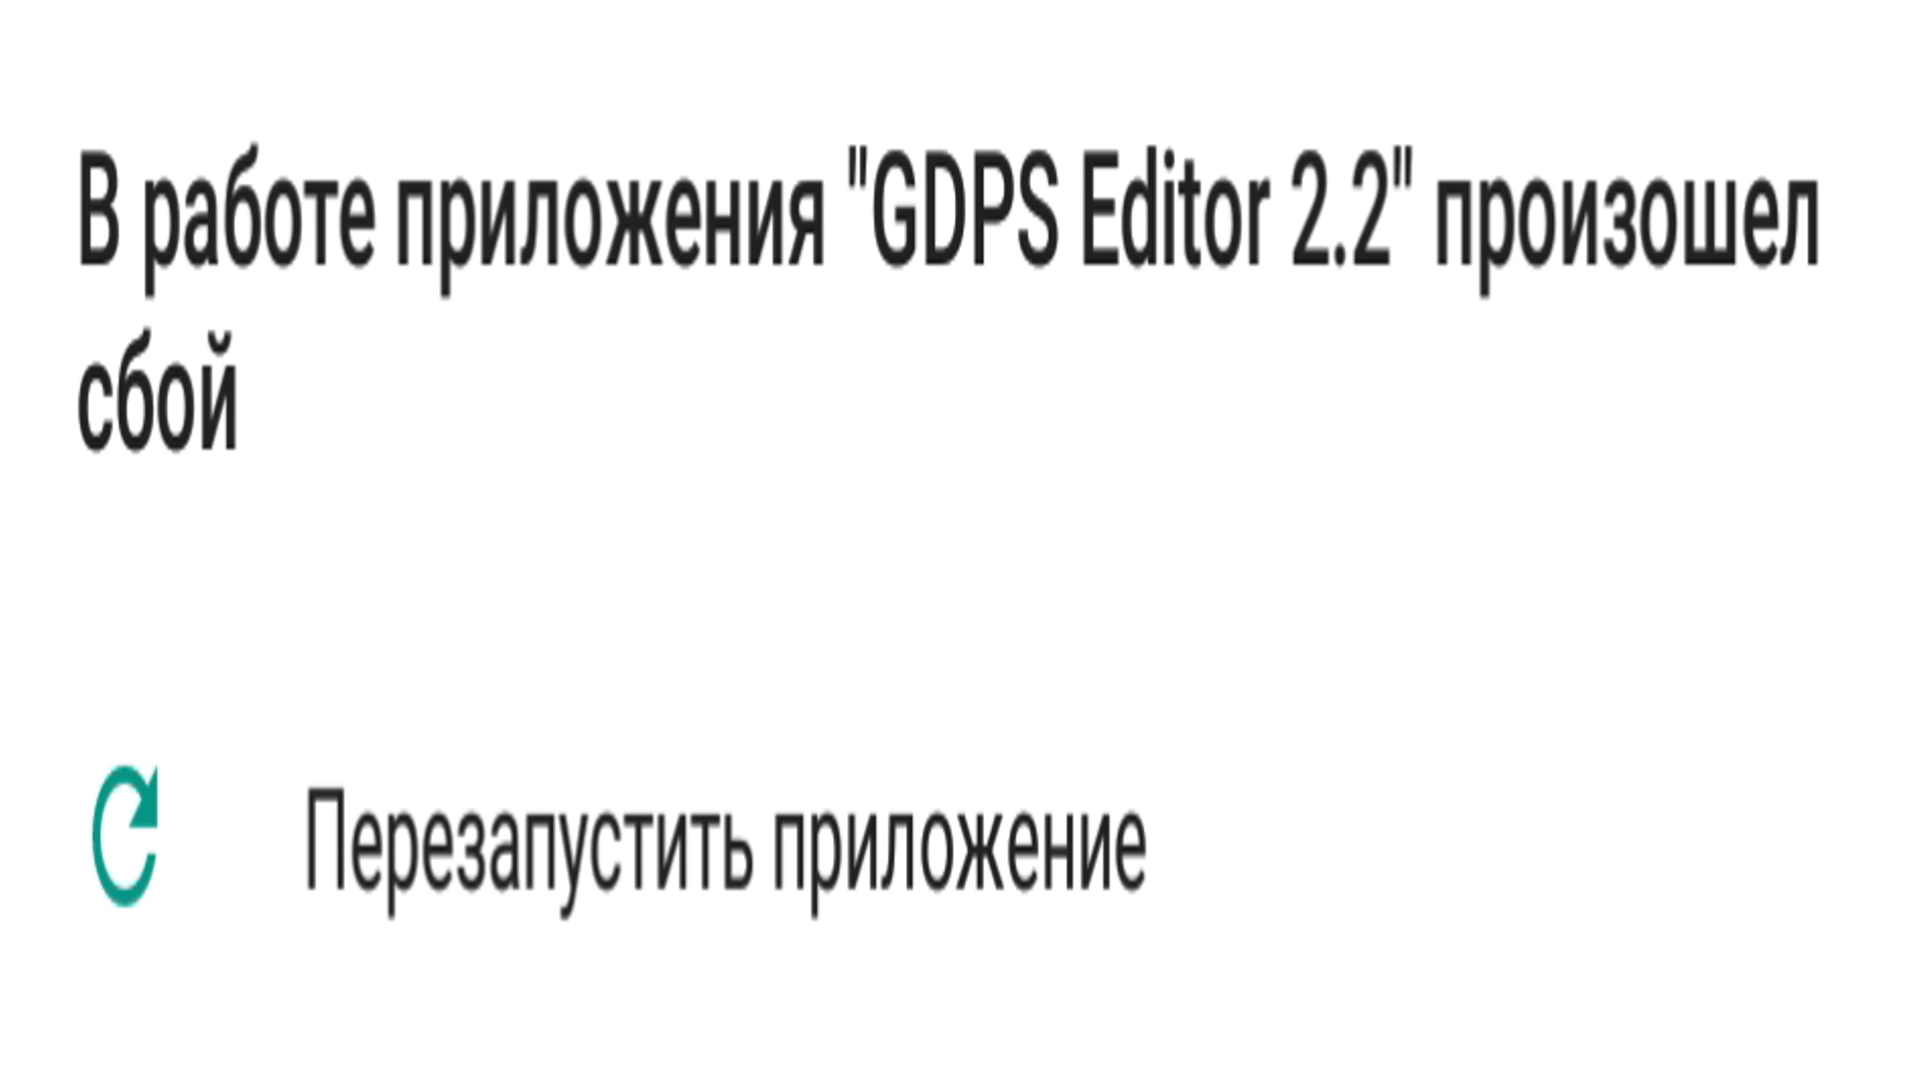 В работе приложения "GDPS Editor 2.2" произошел
сбой
Перезапустить приложение